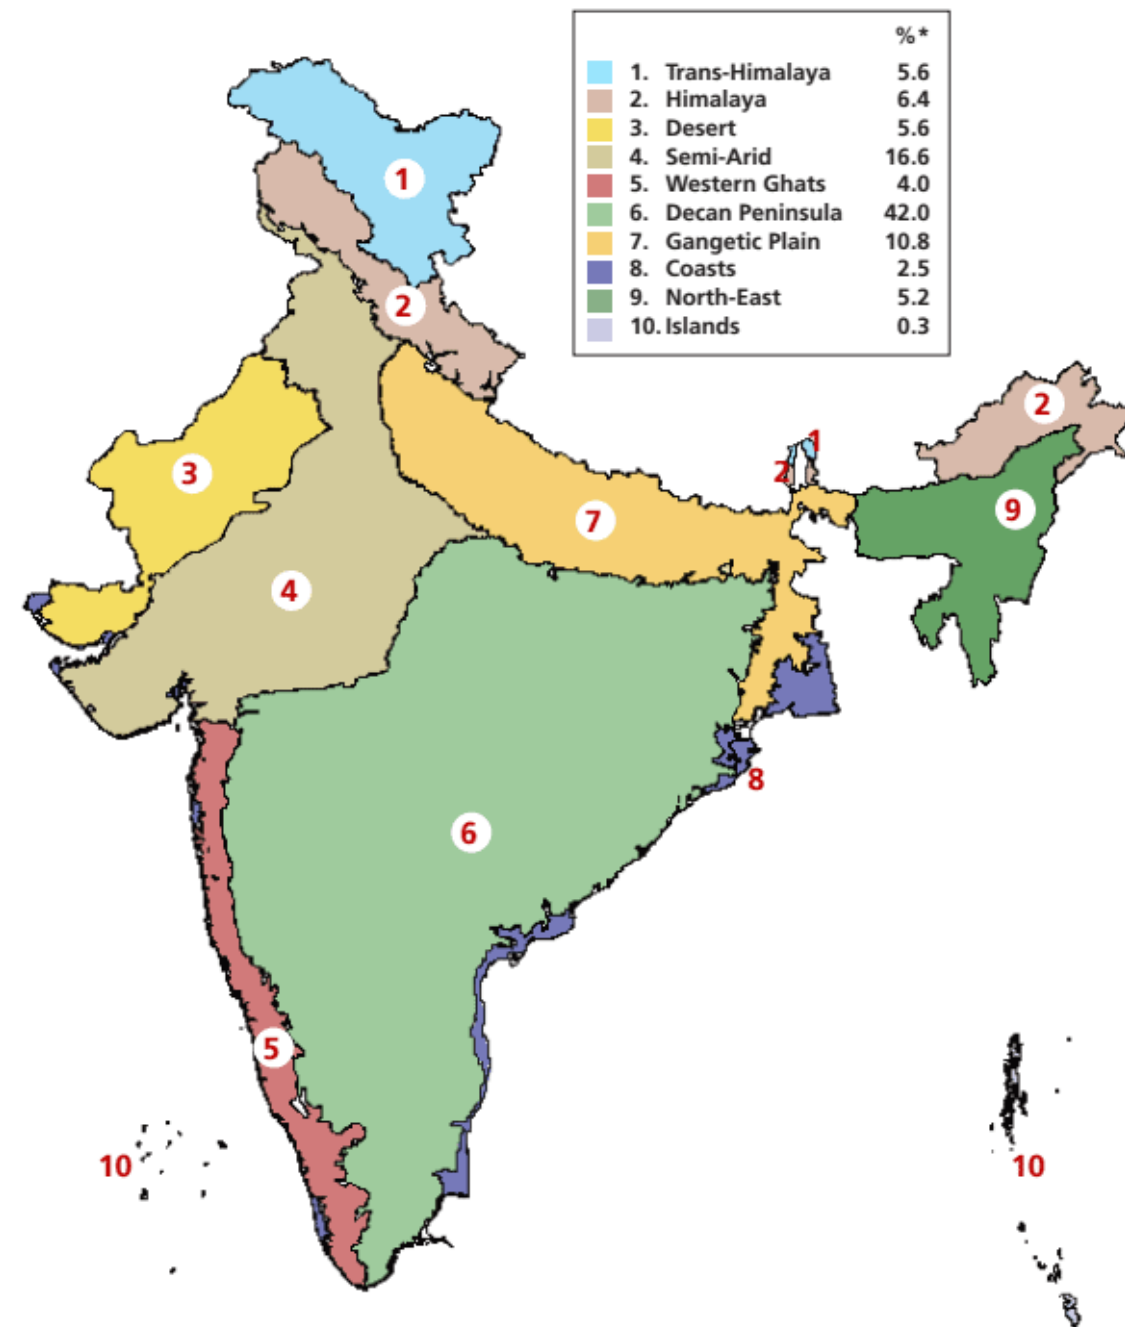 %*
1. Trans-Himalaya 5.6
2. Himalaya 6.4
3. Desert 5.6
4. Semi-Arid 16.6
5. Western Ghats 4.0
6. Decan Peninsula 42.0
7. Gangetic Plain 10.8
8. Coasts 2.5
9. North-East 5.2
10. Islands 0.3
1
2
2
1
2
3
9
7
4
8
6
5
10
10